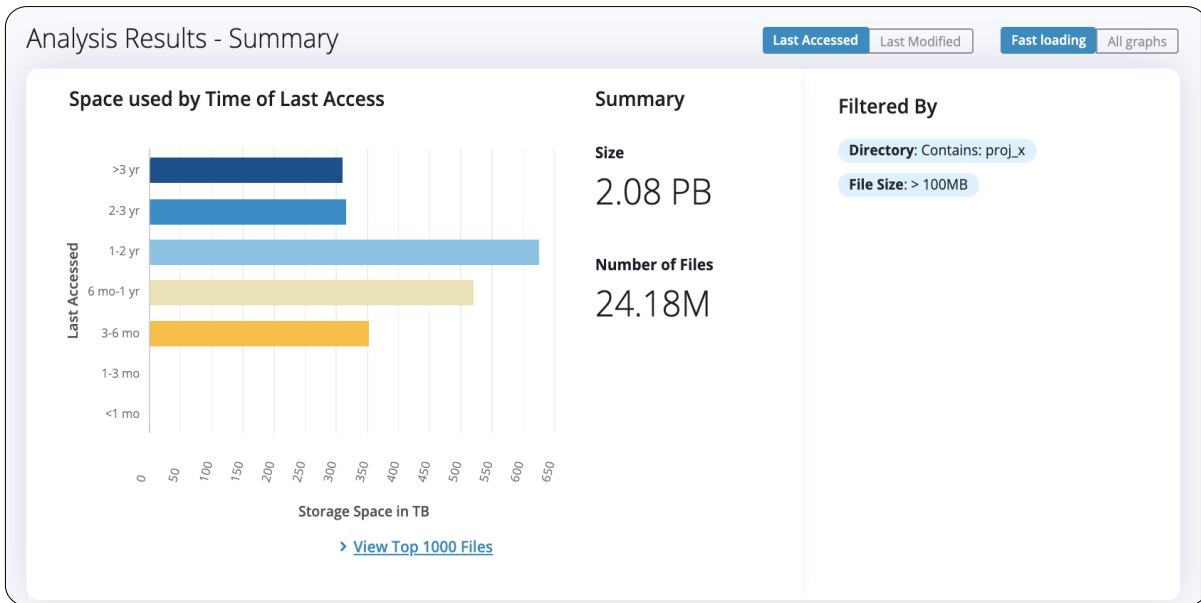 Analysis Results - Summary
Last Accessed Last Modified Fast loading All graphs
Space used by Time of Last Access
Last Accessed
>3 yr
2-3 yr
1-2 yr
6 mo-1 yr
3-6 mo
1-3 mo
<1 mo
0 50 100 150 200 250 300 350 400 450 500 550 600 650
Storage Space in TB
> View Top 1000 Files
Summary
Size
2.08 PB
Number of Files
24.18M
Filtered By
Directory: Contains: proj_x
File Size: > 100MB